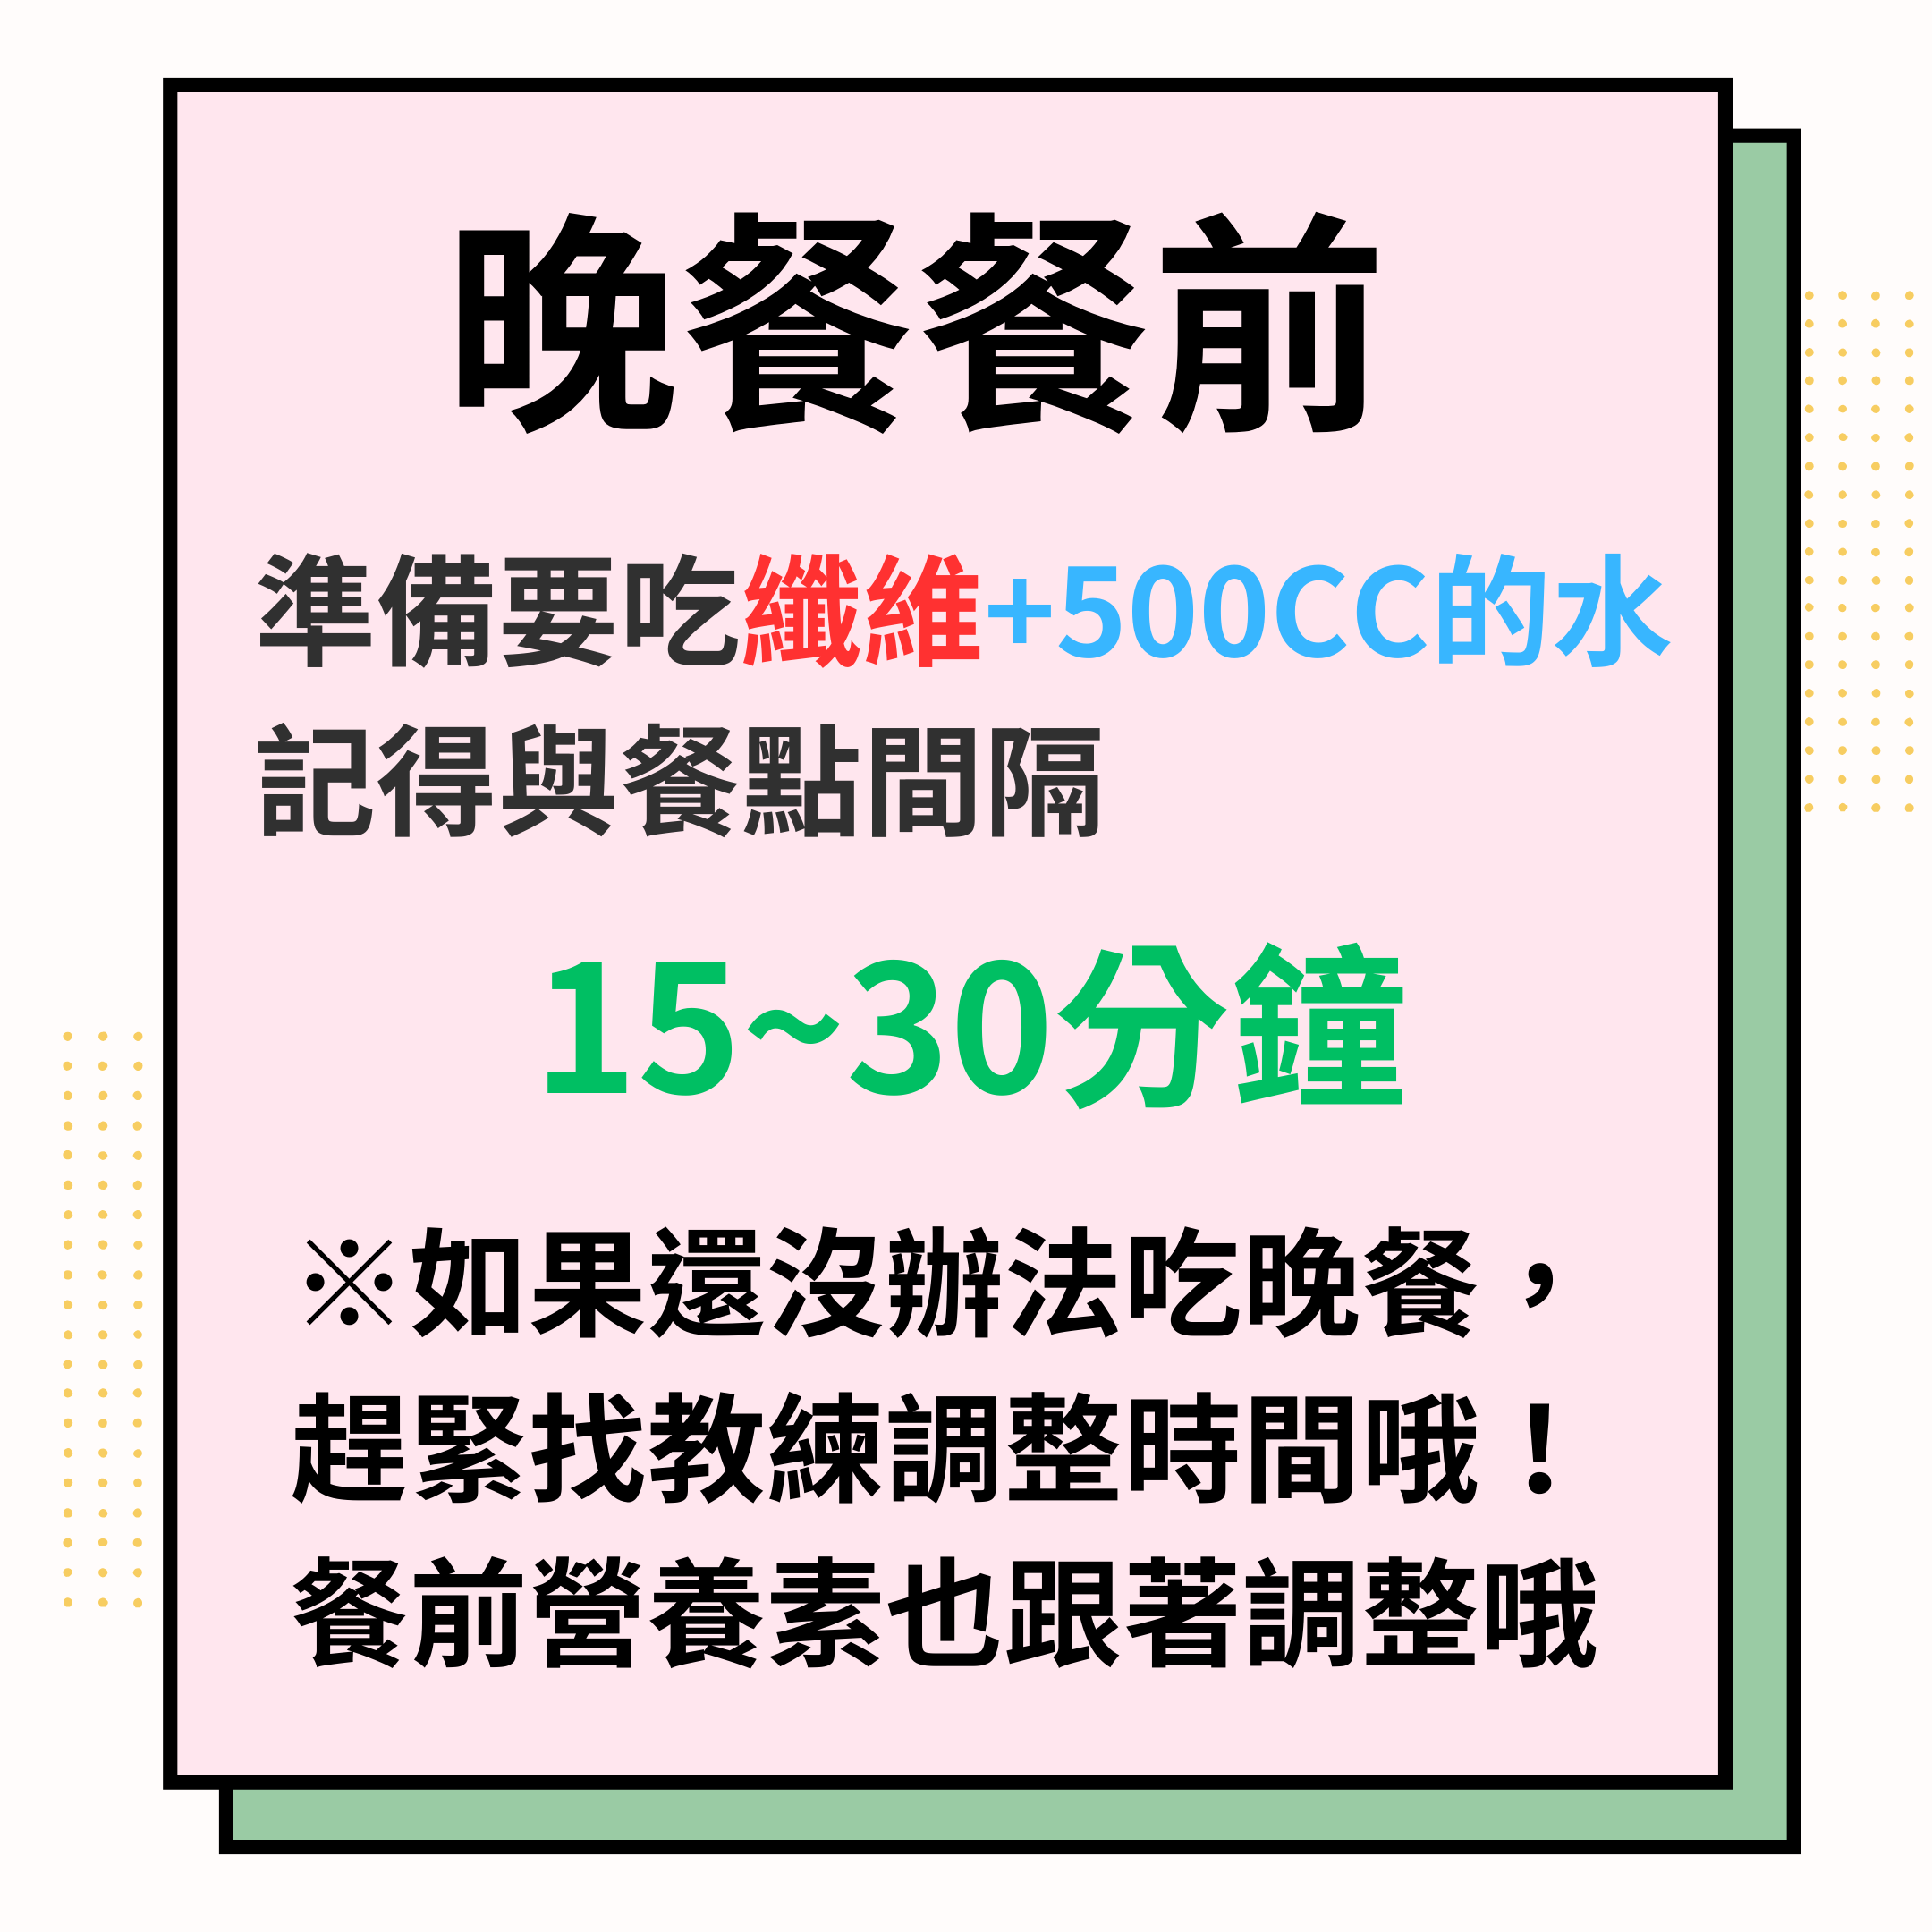 晚餐餐前
準備要吃纖維+500CC的水
記得與餐點間隔
15~30分鐘
※如果還沒辦法吃晚餐，
趕緊找教練調整時間哦！
餐前營養素也跟著調整哦